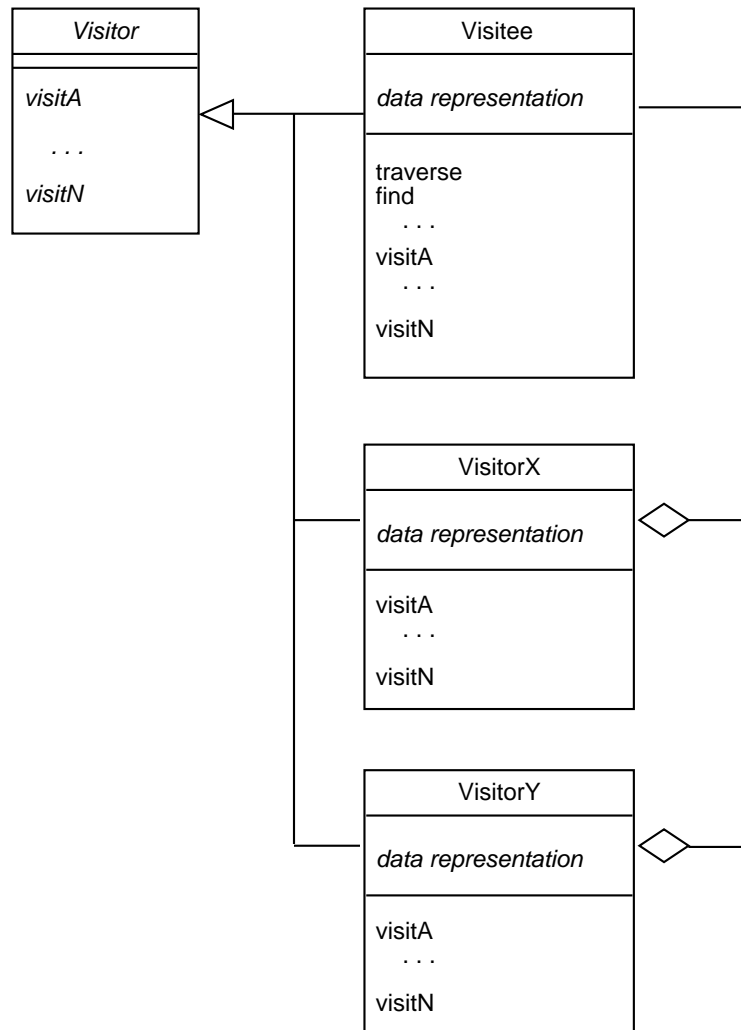 Visitor
visitA
. . .
visitN
Visitee
data representation
traverse
find
. . .
visitA
. . .
visitN
VisitorX
data representation
visitA
. . .
visitN
VisitorY
data representation
visitA
. . .
visitN